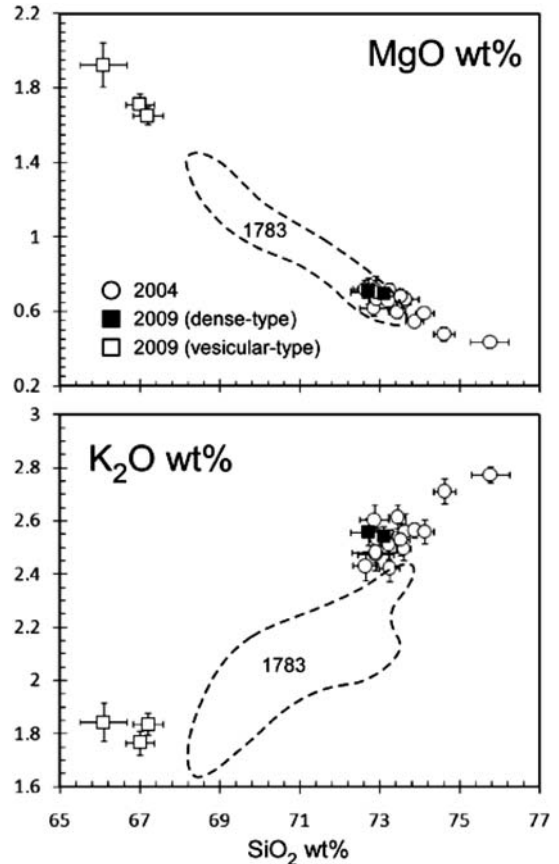 2.2
MgO wt%
1.8
1.4
1783
1
2004
0.6
2009 (dense-type)
2009 (vesicular-type)
0.2
3
K₂O wt%
2.8
2.6
2.4
2.2
1783
2
1.8
1.6
65 67 69 71 73 75 77
SiO₂ wt%